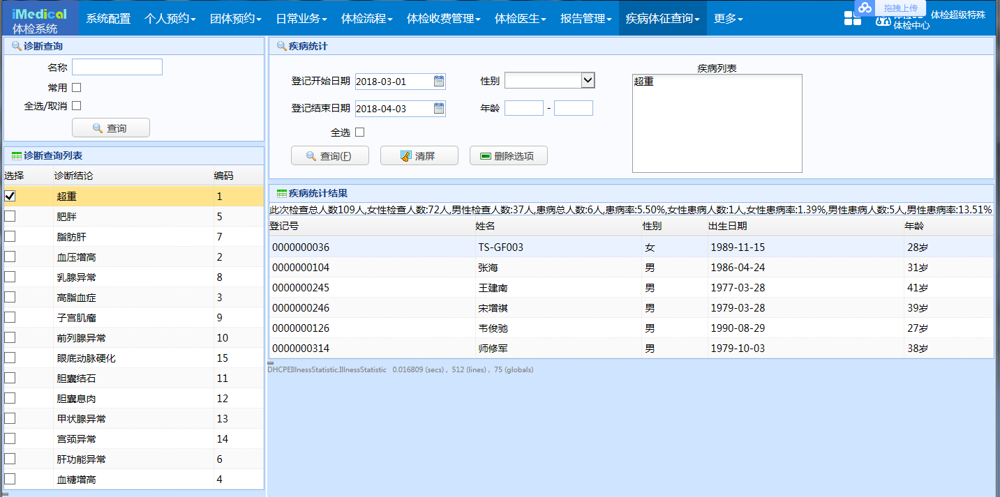 iMedical
体检系统
系统配置 个人预约 团体预约 日常业务 体检流程 体检收费管理 体检医生 报告管理 疾病体征查询 更多
拖拽上传
体检超级特殊
体检中心
诊断查询
名称
常用
全选/取消
查询
诊断查询列表
选择 诊断结论 编码
超重 1
肥胖 5
脂肪肝 7
血压增高 2
乳腺异常 8
高脂血症 3
子宫肌瘤 9
前列腺异常 10
眼底动脉硬化 15
胆囊结石 11
胆囊息肉 12
甲状腺异常 13
宫颈异常 14
肝功能异常 6
血糖增高 4
疾病统计
登记开始日期 2018-03-01 性别
登记结束日期 2018-04-03 年龄 -
全选
查询(F) 清屏 删除选项
疾病列表
超重
疾病统计结果
此次检查总人数109人,女性检查人数:72人,男性检查人数:37人,患病总人数:6人,患病率:5.50%,女性患病人数:1人,女性患病率:1.39%,男性患病人数:5人,男性患病率:13.51%
登记号 姓名 性别 出生日期 年龄
0000000036 TS-GF003 女 1989-11-15 28岁
0000000104 张海 男 1986-04-24 31岁
0000000245 王建南 男 1977-03-28 41岁
0000000246 宋增祺 男 1979-03-28 39岁
0000000126 韦俊驰 男 1990-08-29 27岁
0000000314 师修军 男 1979-10-03 38岁
DHCPEIllnessStatistic.IllnessStatistic 0.016809 (secs) , 512 (lines) , 75 (globals)